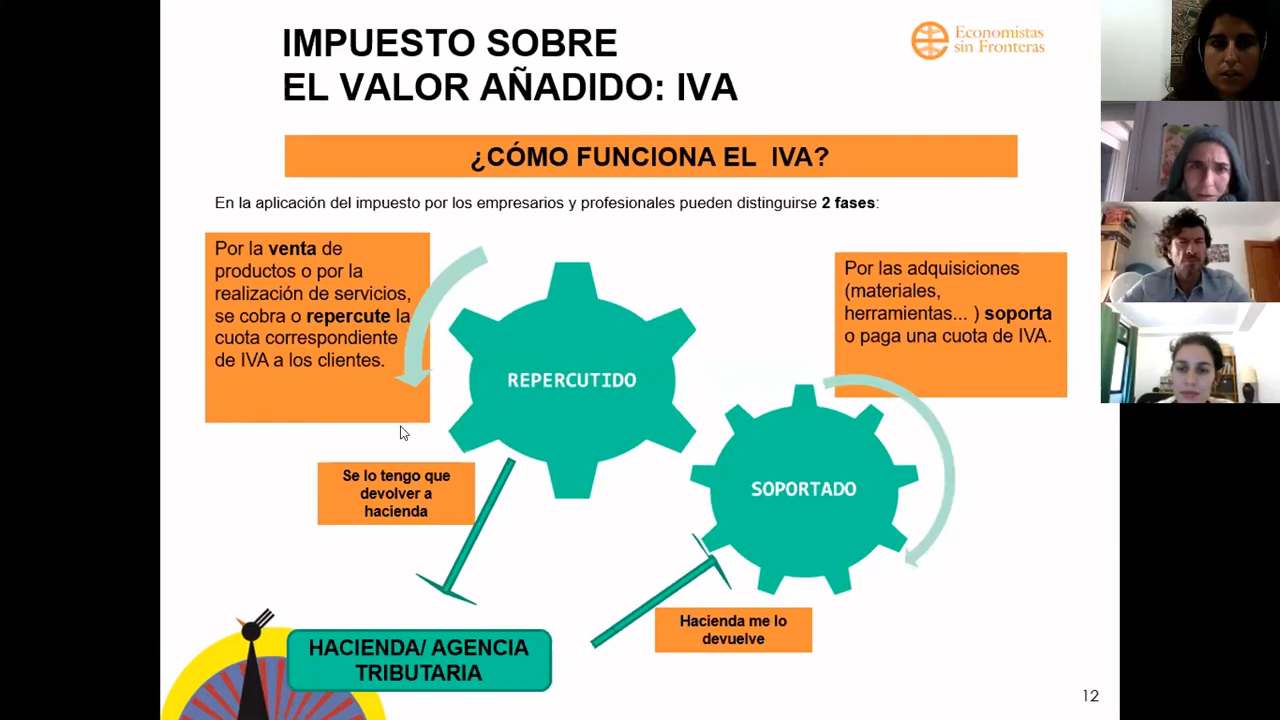 IMPUESTO SOBRE
EL VALOR AÑADIDO: IVA
Economistas
sin Fronteras
¿CÓMO FUNCIONA EL  IVA?
En la aplicación del impuesto por los empresarios y profesionales pueden distinguirse 2 fases:
Por la venta de
productos o por la
realización de servicios,
se cobra o repercute la
cuota correspondiente
de IVA a los clientes.
Por las adquisiciones
(materiales,
herramientas... ) soporta
o paga una cuota de IVA.
REPERCUTIDO
SOPORTADO
Se lo tengo que
devolver a
hacienda
Hacienda me lo
devuelve
HACIENDA/ AGENCIA
TRIBUTARIA
12